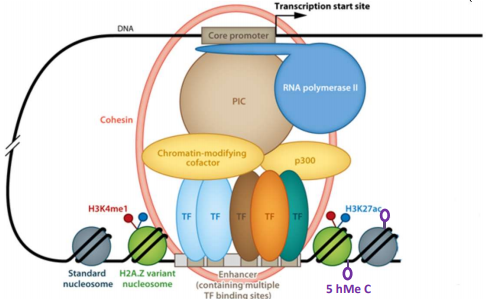 Transcription start site
DNA
Core promoter
RNA polymerase II
PIC
Cohesin
Chromatin-modifying
cofactor
p300
H3K4me1
TF
TF
TF
TF
TF
H3K27ac
Standard
nucleosome
H2A.Z variant
nucleosome
Enhancer
(containing multiple
TF binding sites)
5 hMe C